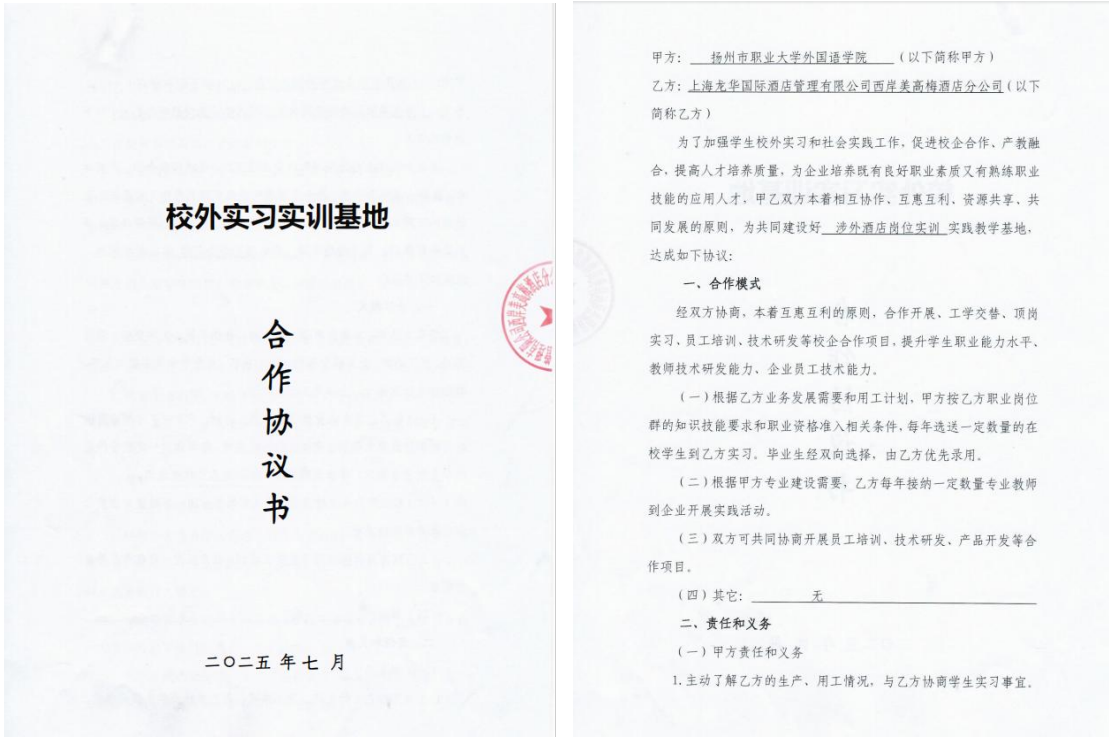 校外实习实训基地
合
作
协
议
书
二〇二五 年 七 月
甲方： 扬州市职业大学外国语学院 （以下简称甲方）
乙方：上海龙华国际酒店管理有限公司西岸美高梅酒店分公司（以下
简称乙方）
为了加强学生校外实习和社会实践工作，促进校企合作、产教融
合，提高人才培养质量，为企业培养既有良好职业素质又有熟练职业
技能的应用人才，甲乙双方本着相互协作、互惠互利、资源共享、共
同发展的原则，为共同建设好 涉外酒店岗位实训 实践教学基地，
达成如下协议：
一、合作模式
经双方协商，本着互惠互利的原则，合作开展、工学交替、顶岗
实习、员工培训、技术研发等校企合作项目，提升学生职业能力水平、
教师技术研发能力、企业员工技术能力。
（一）根据乙方业务发展需要和用工计划，甲方按乙方职业岗位
群的知识技能要求和职业资格准入相关条件，每年选送一定数量的在
校学生到乙方实习。毕业生经双向选择，由乙方优先录用。
（二）根据甲方专业建设需要，乙方每年接纳一定数量专业教师
到企业开展实践活动。
（三）双方可共同协商开展员工培训、技术研发、产品开发等合
作项目。
（四）其它： 无
二、责任和义务
（一）甲方责任和义务
1.主动了解乙方的生产、用工情况，与乙方协商学生实习事宜。